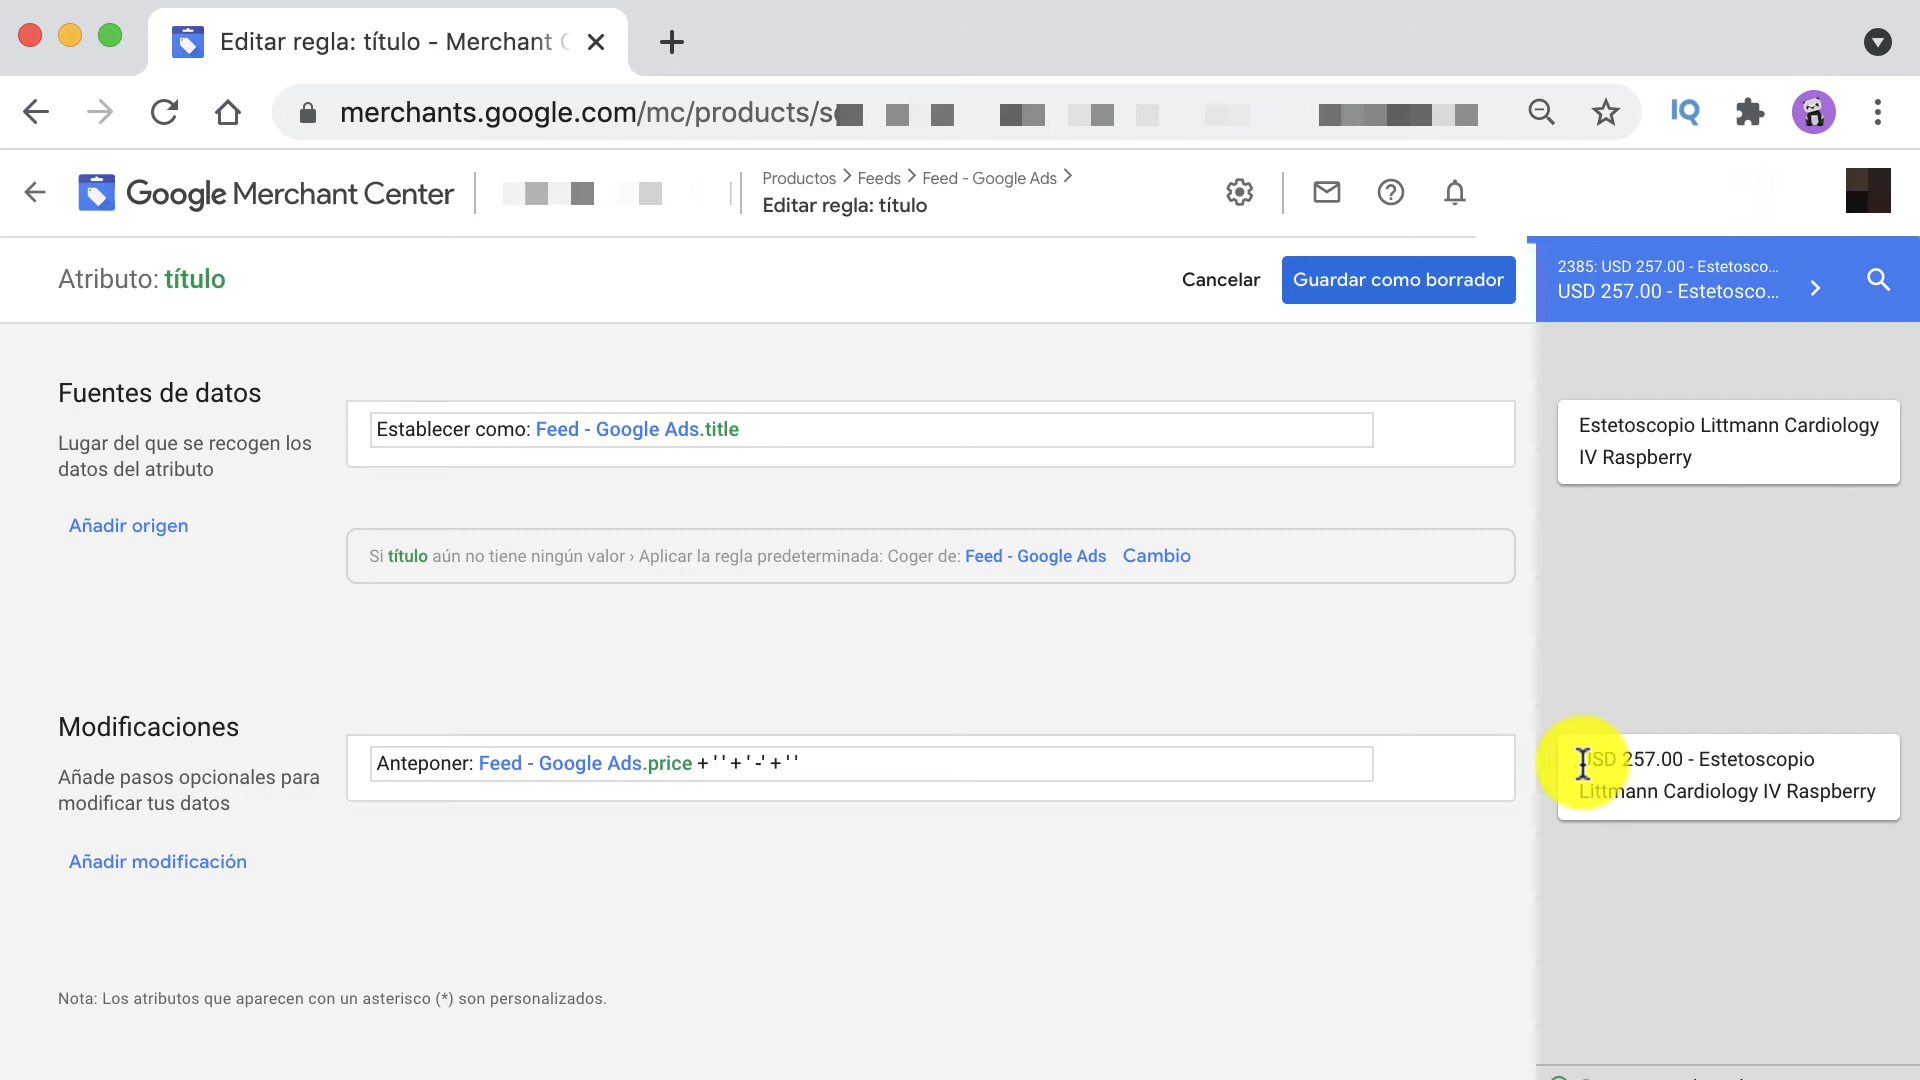 Editar regla: título - Merchant
merchants.google.com/mc/products/s
IQ
Google Merchant Center
Productos > Feeds > Feed - Google Ads >
Editar regla: título
Atributo: título
Cancelar
Guardar como borrador
2385: USD 257.00 - Estetosco...
USD 257.00 - Estetosco...
Fuentes de datos
Lugar del que se recogen los
datos del atributo
Añadir origen
Establecer como: Feed - Google Ads.title
Si título aún no tiene ningún valor › Aplicar la regla predeterminada: Coger de: Feed - Google Ads Cambio
Estetoscopio Littmann Cardiology
IV Raspberry
Modificaciones
Añade pasos opcionales para
modificar tus datos
Añadir modificación
Anteponer: Feed - Google Ads.price + ' ' + ' -' + ' '
USD 257.00 - Estetoscopio
Littmann Cardiology IV Raspberry
Nota: Los atributos que aparecen con un asterisco (*) son personalizados.